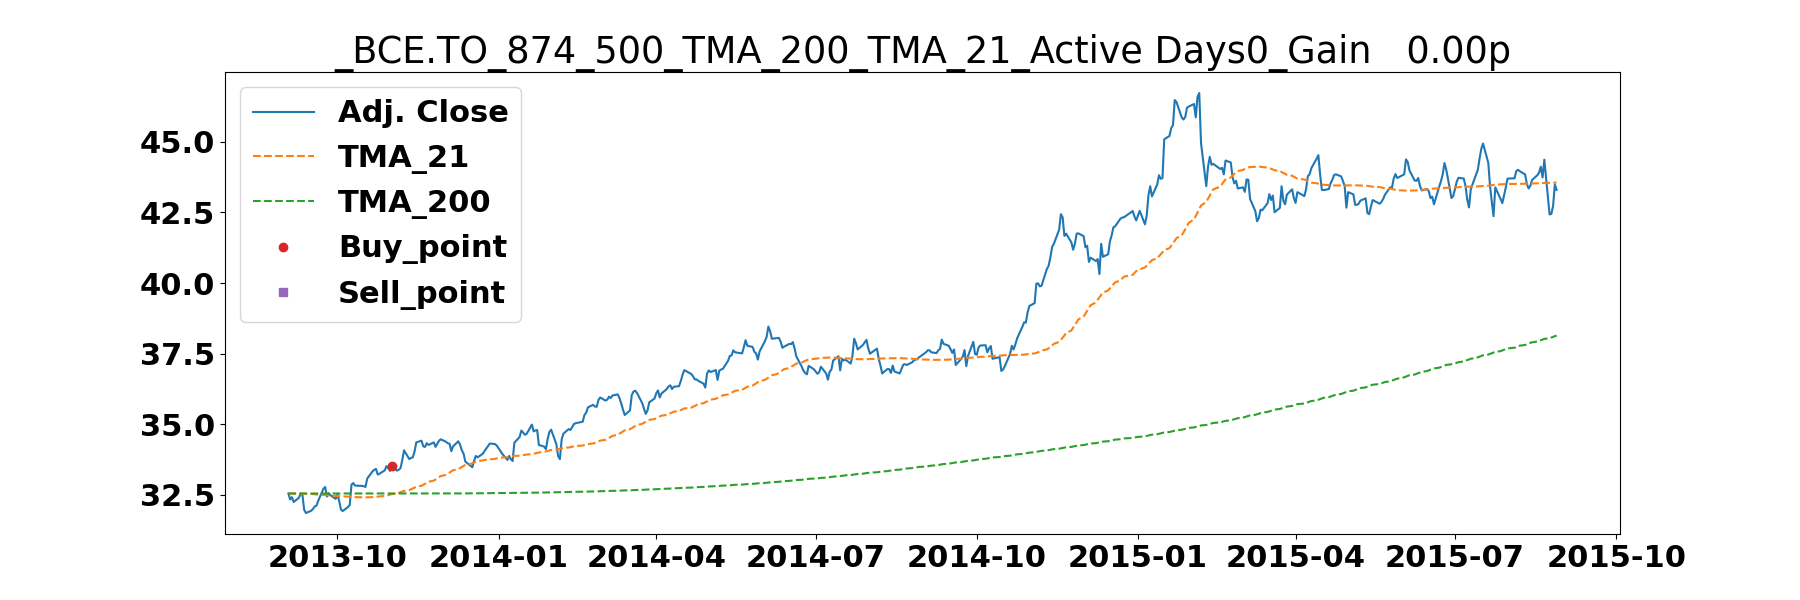 _BCE.TO_874_500_TMA_200_TMA_21_Active Days0_Gain   0.00p
Adj. Close
TMA_21
TMA_200
Buy_point
Sell_point
45.0
42.5
40.0
37.5
35.0
32.5
2013-10 2014-01 2014-04 2014-07 2014-10 2015-01 2015-04 2015-07 2015-10